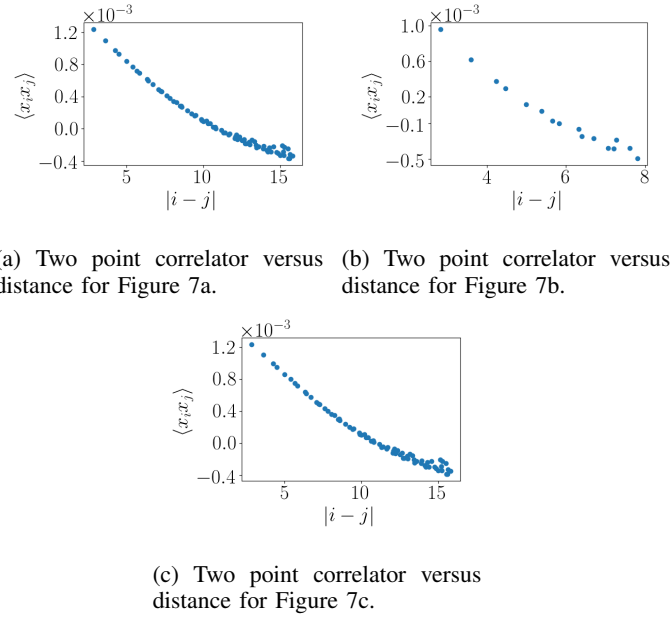 ×10⁻³
1.2
0.8
0.4
0.0
−0.4
⟨xᵢxⱼ⟩
5 10 15
|i − j|
×10⁻³
1.0
0.6
0.2
−0.1
−0.5
⟨xᵢxⱼ⟩
4 6 8
|i − j|
a) Two point correlator versus
distance for Figure 7a.
(b) Two point correlator versus
distance for Figure 7b.
×10⁻³
1.2
0.8
0.4
0.0
−0.4
⟨xᵢxⱼ⟩
5 10 15
|i − j|
(c) Two point correlator versus
distance for Figure 7c.